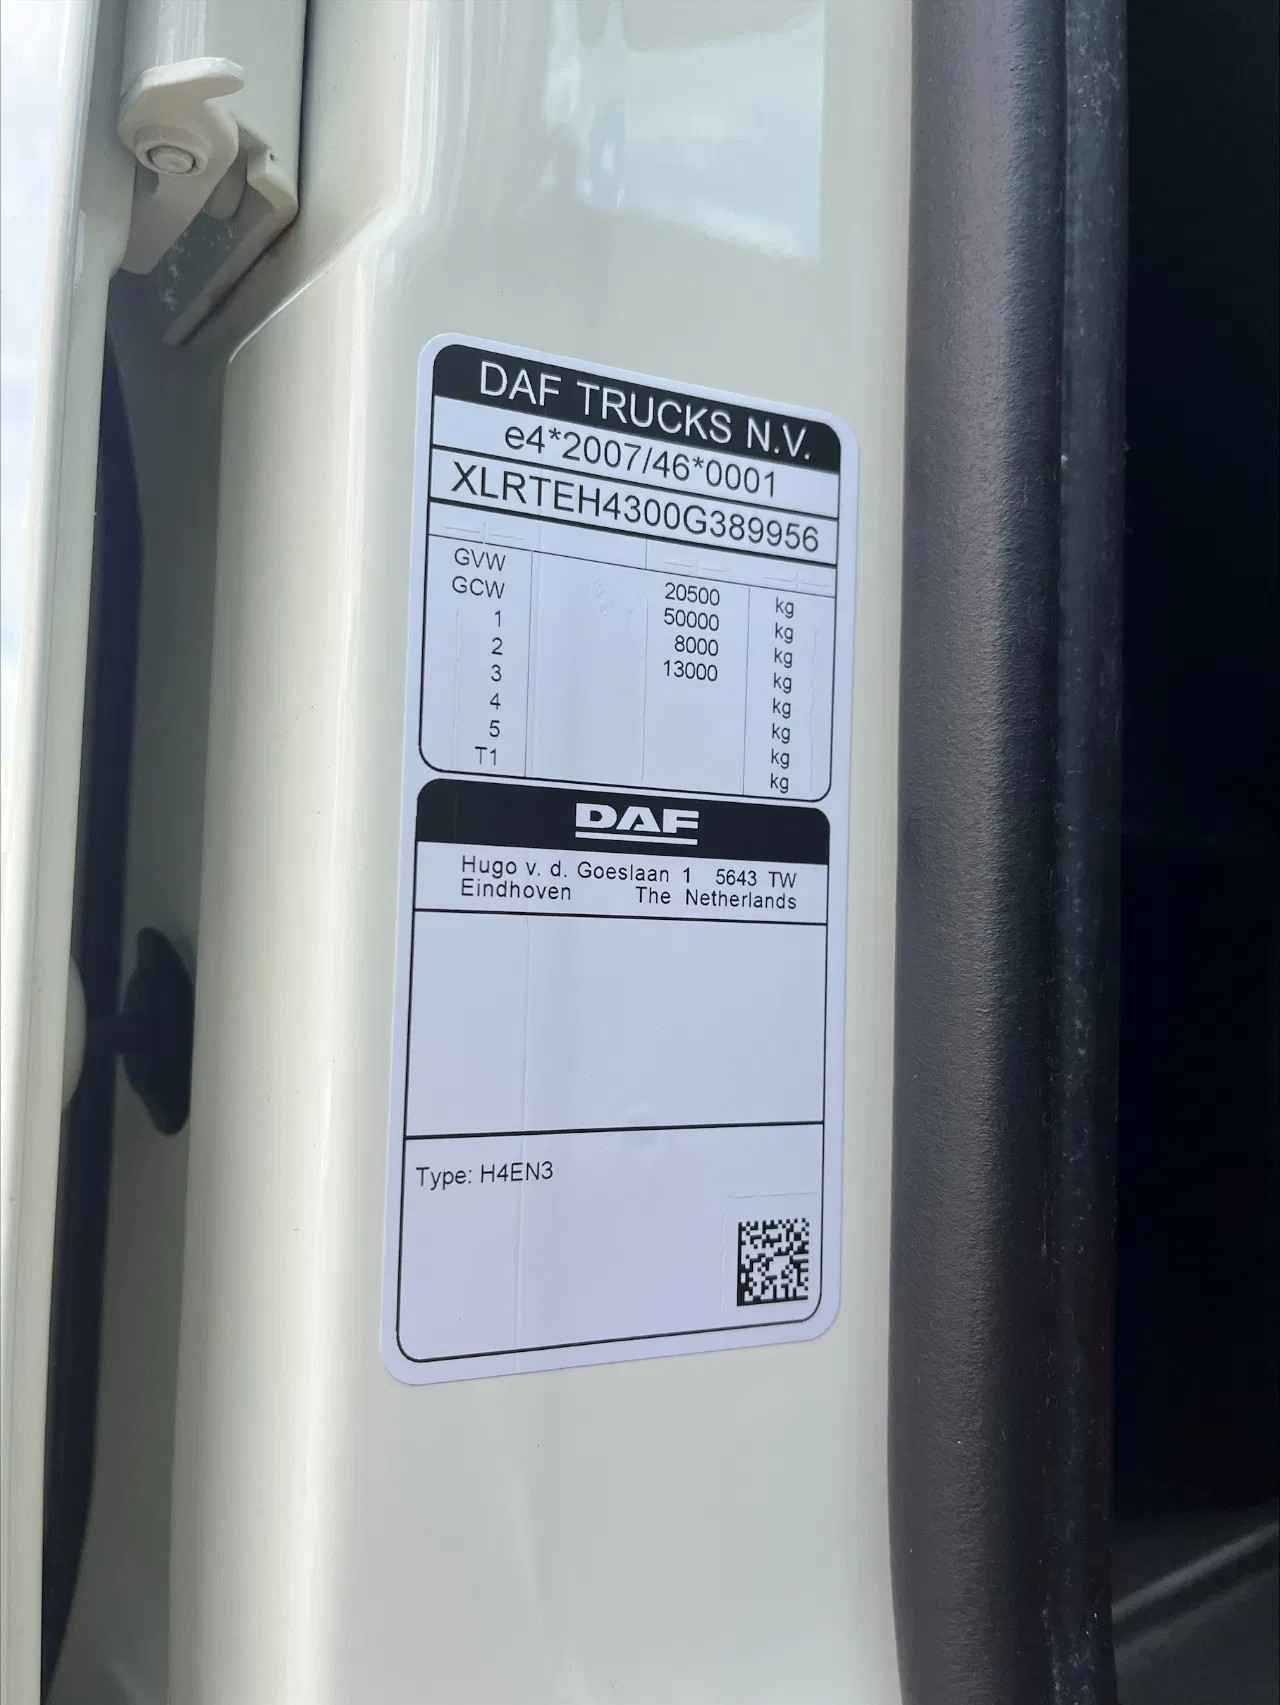 DAF TRUCKS N.V.
e4*2007/46*0001
XLRTEH4300G389956
GVW 20500 kg
GCW 50000 kg
1 8000 kg
2 13000 kg
3 kg
4 kg
5 kg
T1 kg
DAF
Hugo v. d. Goeslaan 1 5643 TW
Eindhoven The Netherlands
Type: H4EN3